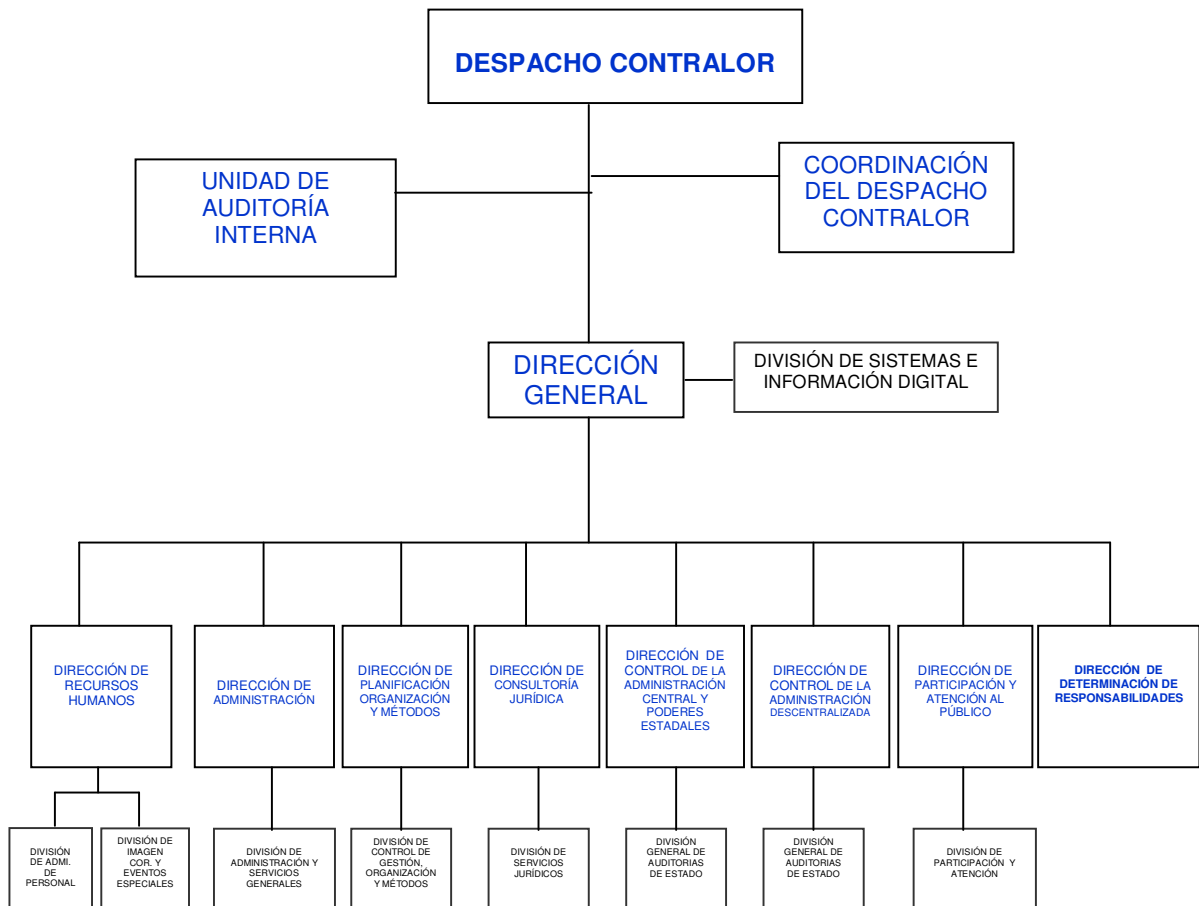 DESPACHO CONTRALOR
UNIDAD DE
AUDITORÍA
INTERNA
COORDINACIÓN
DEL DESPACHO
CONTRALOR
DIRECCIÓN
GENERAL
DIVISIÓN DE SISTEMAS E
INFORMACIÓN DIGITAL
DIRECCIÓN DE
RECURSOS
HUMANOS
DIRECCIÓN DE
ADMINISTRACIÓN
DIRECCIÓN DE
PLANIFICACIÓN
ORGANIZACIÓN
Y MÉTODOS
DIRECCIÓN DE
CONSULTORÍA
JURÍDICA
DIRECCIÓN DE
CONTROL DE LA
ADMINISTRACIÓN
CENTRAL Y
PODERES
ESTADALES
DIRECCIÓN DE
CONTROL DE LA
ADMINISTRACIÓN
DESCENTRALIZADA
DIRECCIÓN DE
PARTICIPACIÓN Y
ATENCIÓN AL
PÚBLICO
DIRECCIÓN DE
DETERMINACIÓN DE
RESPONSABILIDADES
DIVISIÓN
DE ADMI.
DE
PERSONAL
DIVISIÓN DE
IMAGEN
COR. Y
EVENTOS
ESPECIALES
DIVISIÓN DE
ADMINISTRACIÓN Y
SERVICIOS
GENERALES
DIVISIÓN DE
CONTROL DE
GESTIÓN,
ORGANIZACIÓN
Y MÉTODOS
DIVISIÓN DE
SERVICIOS
JURÍDICOS
DIVISIÓN
GENERAL DE
AUDITORIAS
DE ESTADO
DIVISIÓN
GENERAL DE
AUDITORIAS
DE ESTADO
DIVISIÓN DE
PARTICIPACIÓN Y
ATENCIÓN